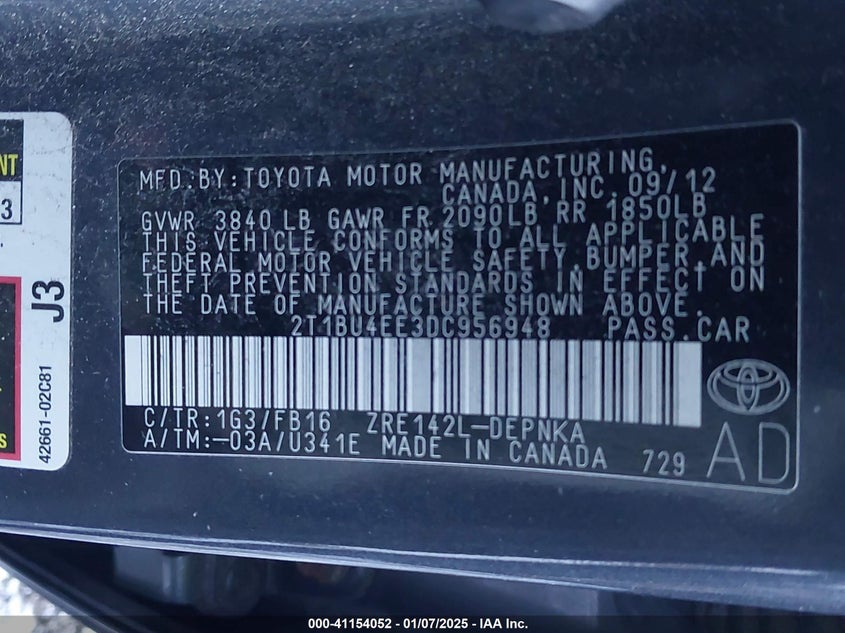 NT
3
J3
42661-02C81
S
MFD.BY:TOYOTA MOTOR MANUFACTURING,
CANADA,INC.09/12
GVWR 3840 LB GAWR FR 2090LB RR 1850LB
THIS VEHICLE CONFORMS TO ALL APPLICABLE
FEDERAL MOTOR VEHICLE SAFETY,BUMPER,AND
THEFT PREVENTION STANDARDS IN EFFECT ON
THE DATE OF MANUFACTURE SHOWN ABOVE.
2T1BU4EE3DC956948 PASS.CAR
C/TR:1G3/FB16 ZRE142L-DEPNKA
A/TM:-03A/U341E MADE IN CANADA 729
AD
000-41154052 - 01/07/2025 - IAA Inc.